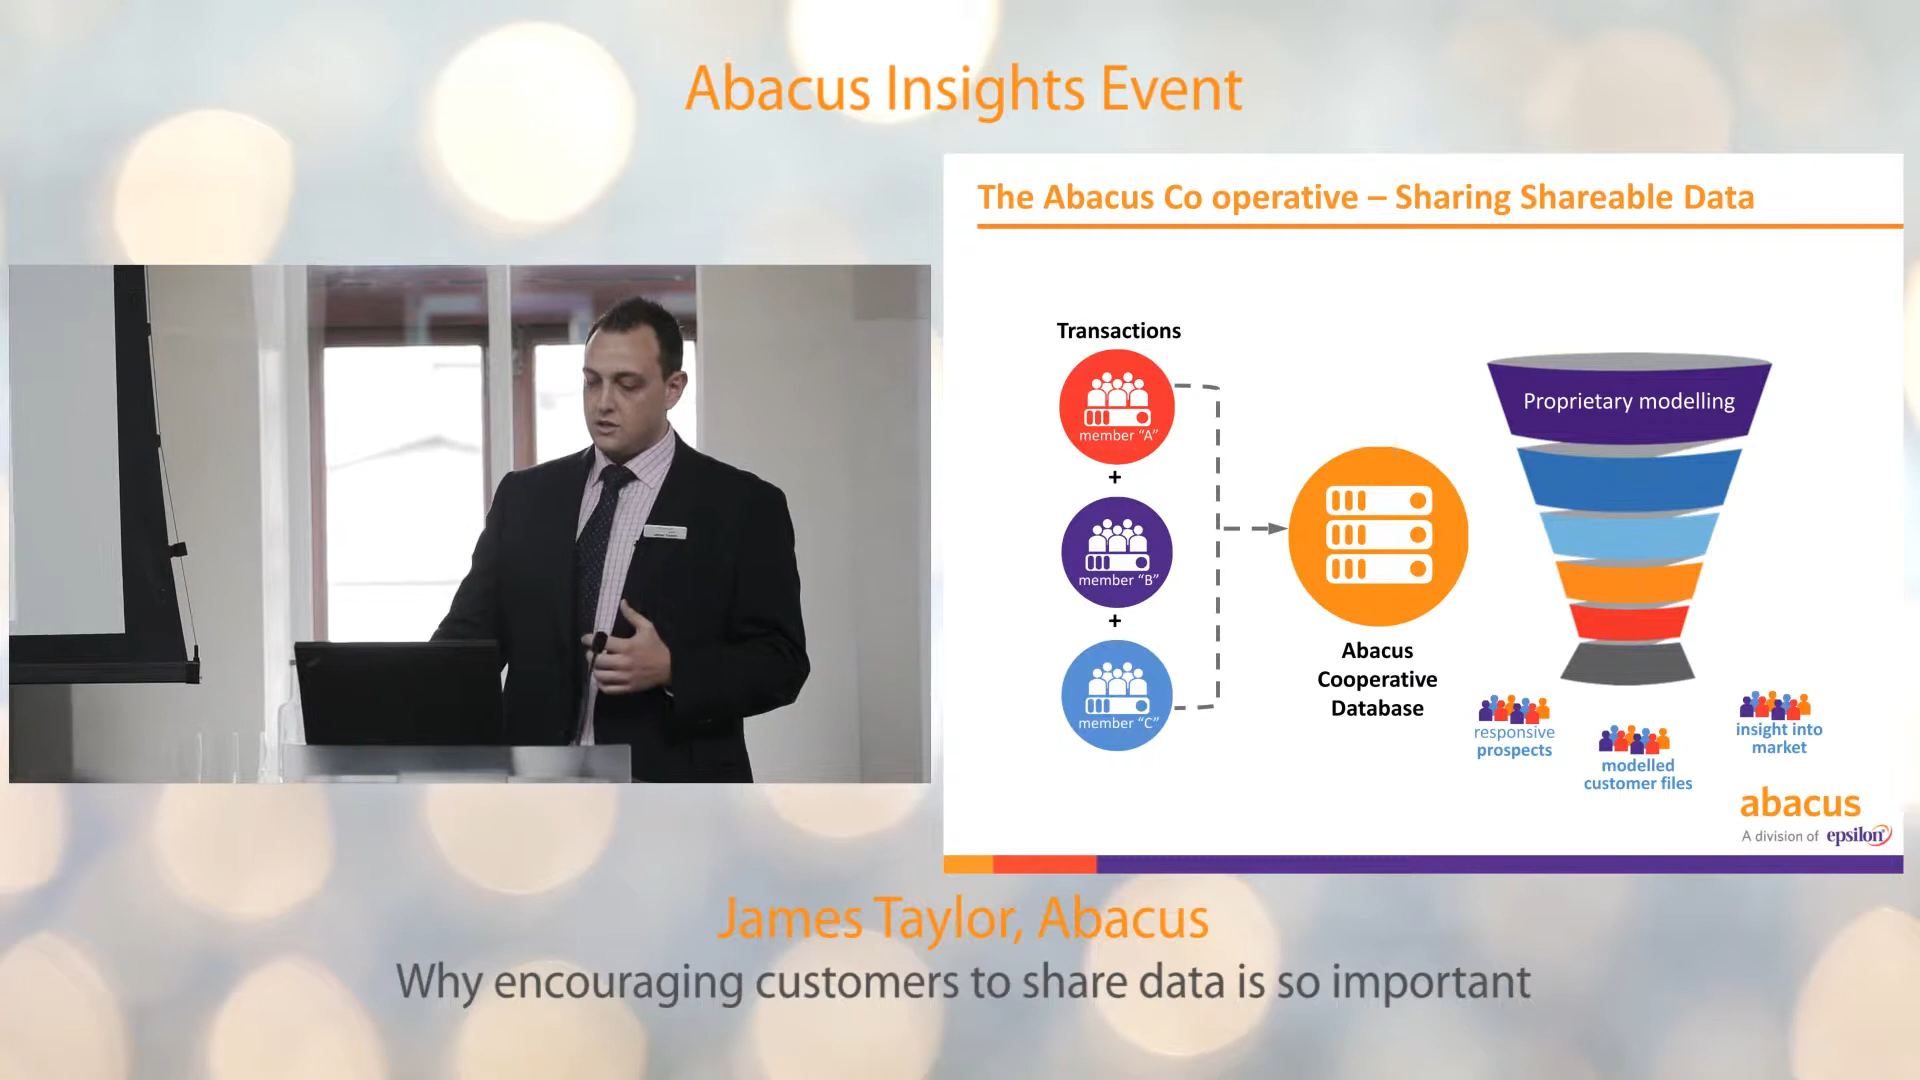 Abacus Insights Event
The Abacus Co operative – Sharing Shareable Data
Transactions
member “A”
+
member “B”
+
member “C”
Abacus
Cooperative
Database
Proprietary modelling
responsive
prospects
modelled
customer files
insight into
market
abacus
A division of epsilon
James Taylor, Abacus
Why encouraging customers to share data is so important